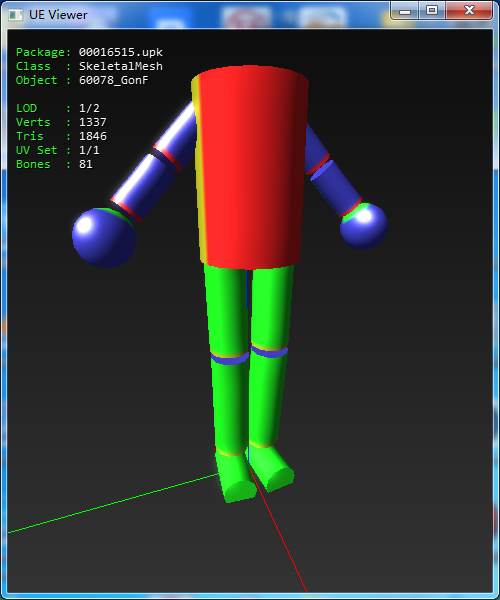 UE Viewer
Package: 00016515.upk
Class : SkeletalMesh
Object : 60078_GonF
LOD : 1/2
Verts : 1337
Tris : 1846
UV Set : 1/1
Bones : 81